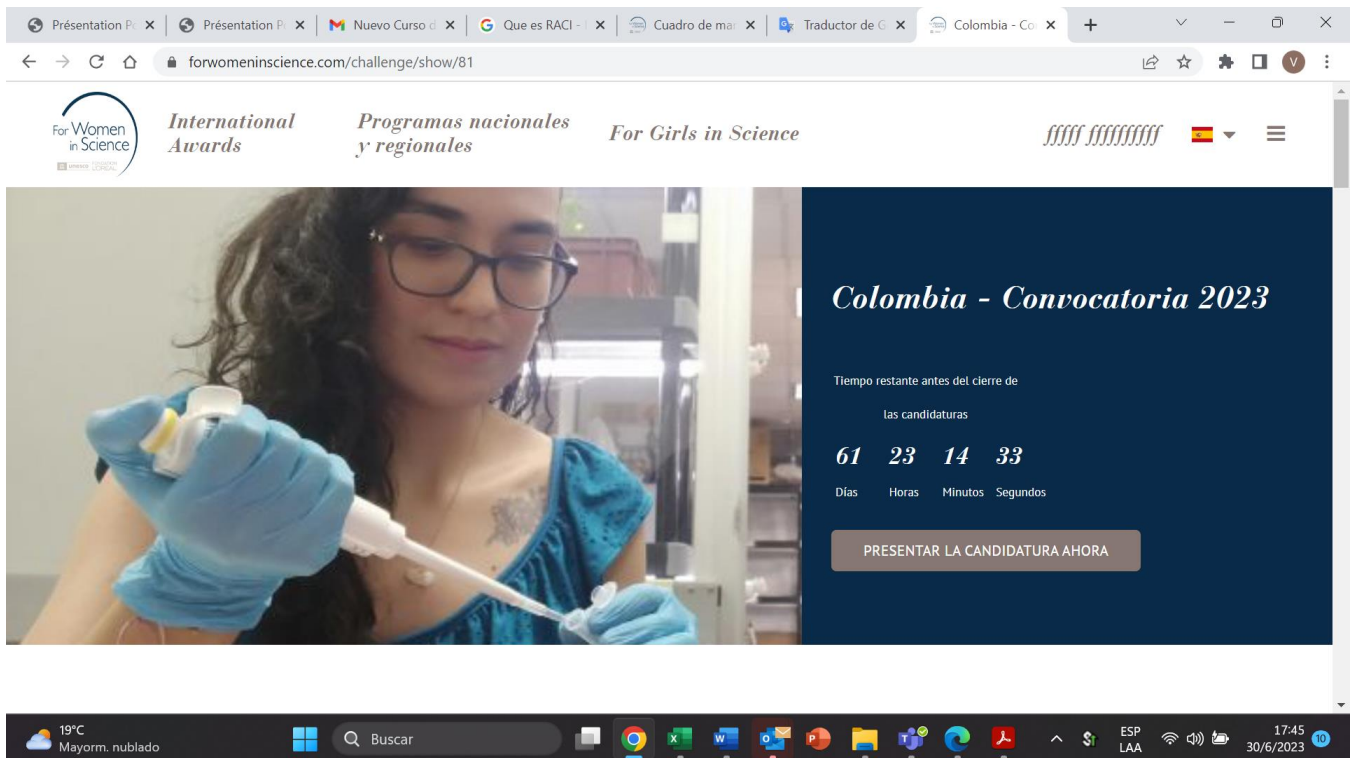 Présentation P
Présentation P
Nuevo Curso d
Que es RACI -
Cuadro de ma
Traductor de G
Colombia - Co
forwomeninscience.com/challenge/show/81
V
For Women
in Science
unesco
International
Awards
Programas nacionales
y regionales
For Girls in Science
fffff ffffffffff
Colombia - Convocatoria 2023
Tiempo restante antes del cierre de
las candidaturas
61 23 14 33
Días Horas Minutos Segundos
PRESENTAR LA CANDIDATURA AHORA
19°C
Mayorm. nublado
Buscar
ESP
LAA
17:45
30/6/2023
10